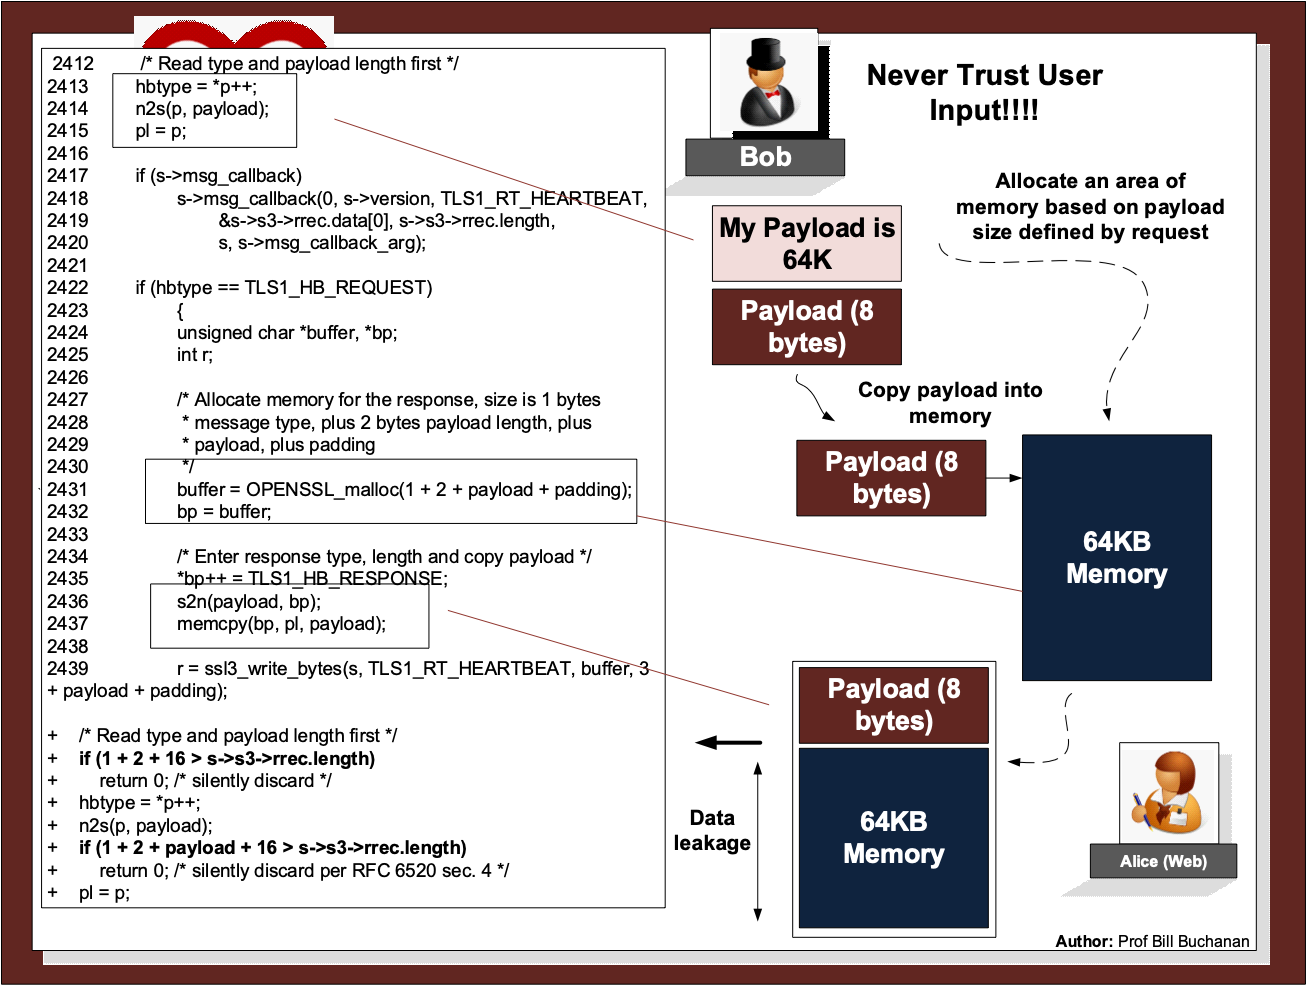 2412 /* Read type and payload length first */
2413 hbtype = *p++;
2414 n2s(p, payload);
2415 pl = p;
2416
2417 if (s->msg_callback)
2418 s->msg_callback(0, s->version, TLS1_RT_HEARTBEAT,
2419 &s->s3->rrec.data[0], s->s3->rrec.length,
2420 s, s->msg_callback_arg);
2421
2422 if (hbtype == TLS1_HB_REQUEST)
2423 {
2424 unsigned char *buffer, *bp;
2425 int r;
2426
2427 /* Allocate memory for the response, size is 1 bytes
2428 * message type, plus 2 bytes payload length, plus
2429 * payload, plus padding
2430 */
2431 buffer = OPENSSL_malloc(1 + 2 + payload + padding);
2432 bp = buffer;
2433
2434 /* Enter response type, length and copy payload */
2435 *bp++ = TLS1_HB_RESPONSE;
2436 s2n(payload, bp);
2437 memcpy(bp, pl, payload);
2438
2439 r = ssl3_write_bytes(s, TLS1_RT_HEARTBEAT, buffer, 3
+ payload + padding);
+ /* Read type and payload length first */
+ if (1 + 2 + 16 > s->s3->rrec.length)
+ return 0; /* silently discard */
+ hbtype = *p++;
+ n2s(p, payload);
+ if (1 + 2 + payload + 16 > s->s3->rrec.length)
+ return 0; /* silently discard per RFC 6520 sec. 4 */
+ pl = p;
Bob
Never Trust User
Input!!!!
Allocate an area of
memory based on payload
size defined by request
My Payload is
64K
Payload (8
bytes)
Copy payload into
memory
Payload (8
bytes)
64KB
Memory
Payload (8
bytes)
64KB
Memory
Data
leakage
Alice (Web)
Author: Prof Bill Buchanan